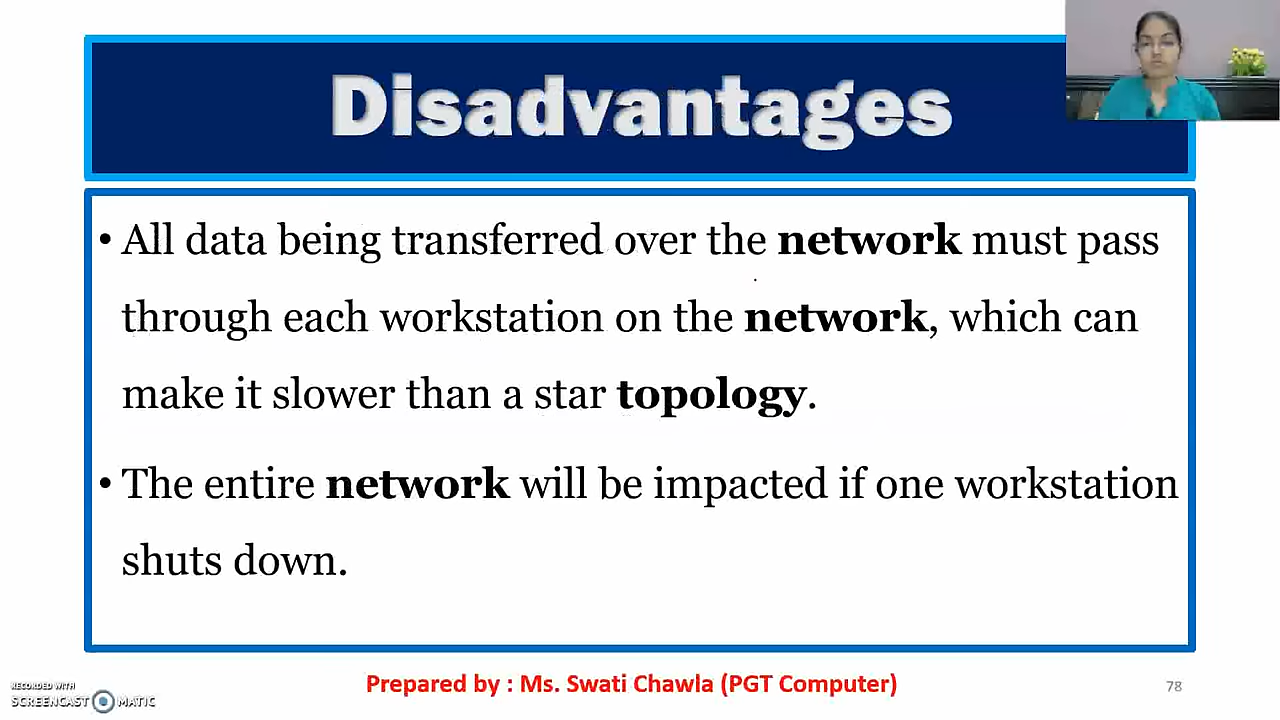 Disadvantages
• All data being transferred over the network must pass
through each workstation on the network, which can
make it slower than a star topology.
• The entire network will be impacted if one workstation
shuts down.
Prepared by : Ms. Swati Chawla (PGT Computer)
78
RECORDED WITH
SCREENCAST MATIC